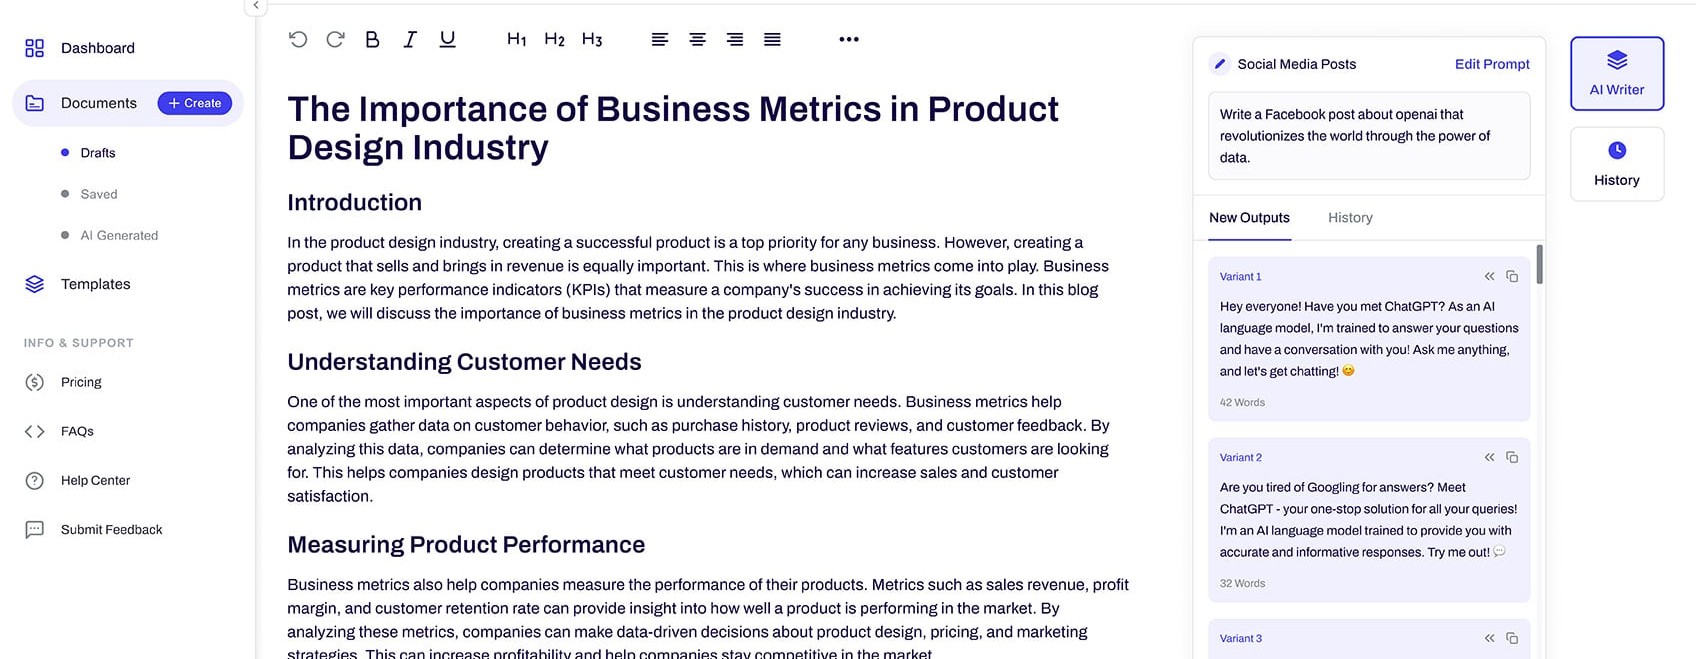 Dashboard
Documents
+ Create
Drafts
Saved
AI Generated
Templates
INFO & SUPPORT
Pricing
FAQs
Help Center
Submit Feedback
B I U H1 H2 H3
The Importance of Business Metrics in Product
Design Industry
Introduction
In the product design industry, creating a successful product is a top priority for any business. However, creating a
product that sells and brings in revenue is equally important. This is where business metrics come into play. Business
metrics are key performance indicators (KPIs) that measure a company's success in achieving its goals. In this blog
post, we will discuss the importance of business metrics in the product design industry.
Understanding Customer Needs
One of the most important aspects of product design is understanding customer needs. Business metrics help
companies gather data on customer behavior, such as purchase history, product reviews, and customer feedback. By
analyzing this data, companies can determine what products are in demand and what features customers are looking
for. This helps companies design products that meet customer needs, which can increase sales and customer
satisfaction.
Measuring Product Performance
Business metrics also help companies measure the performance of their products. Metrics such as sales revenue, profit
margin, and customer retention rate can provide insight into how well a product is performing in the market. By
analyzing these metrics, companies can make data-driven decisions about product design, pricing, and marketing
strategies. This can increase profitability and help companies stay competitive in the market.
Social Media Posts
Edit Prompt
Write a Facebook post about openai that
revolutionizes the world through the power of
data.
New Outputs
History
Variant 1
Hey everyone! Have you met ChatGPT? As an AI
language model, I'm trained to answer your questions
and have a conversation with you! Ask me anything,
and let's get chatting! 😊
42 Words
Variant 2
Are you tired of Googling for answers? Meet
ChatGPT - your one-stop solution for all your queries!
I'm an AI language model trained to provide you with
accurate and informative responses. Try me out! 💬
32 Words
Variant 3
AI Writer
History